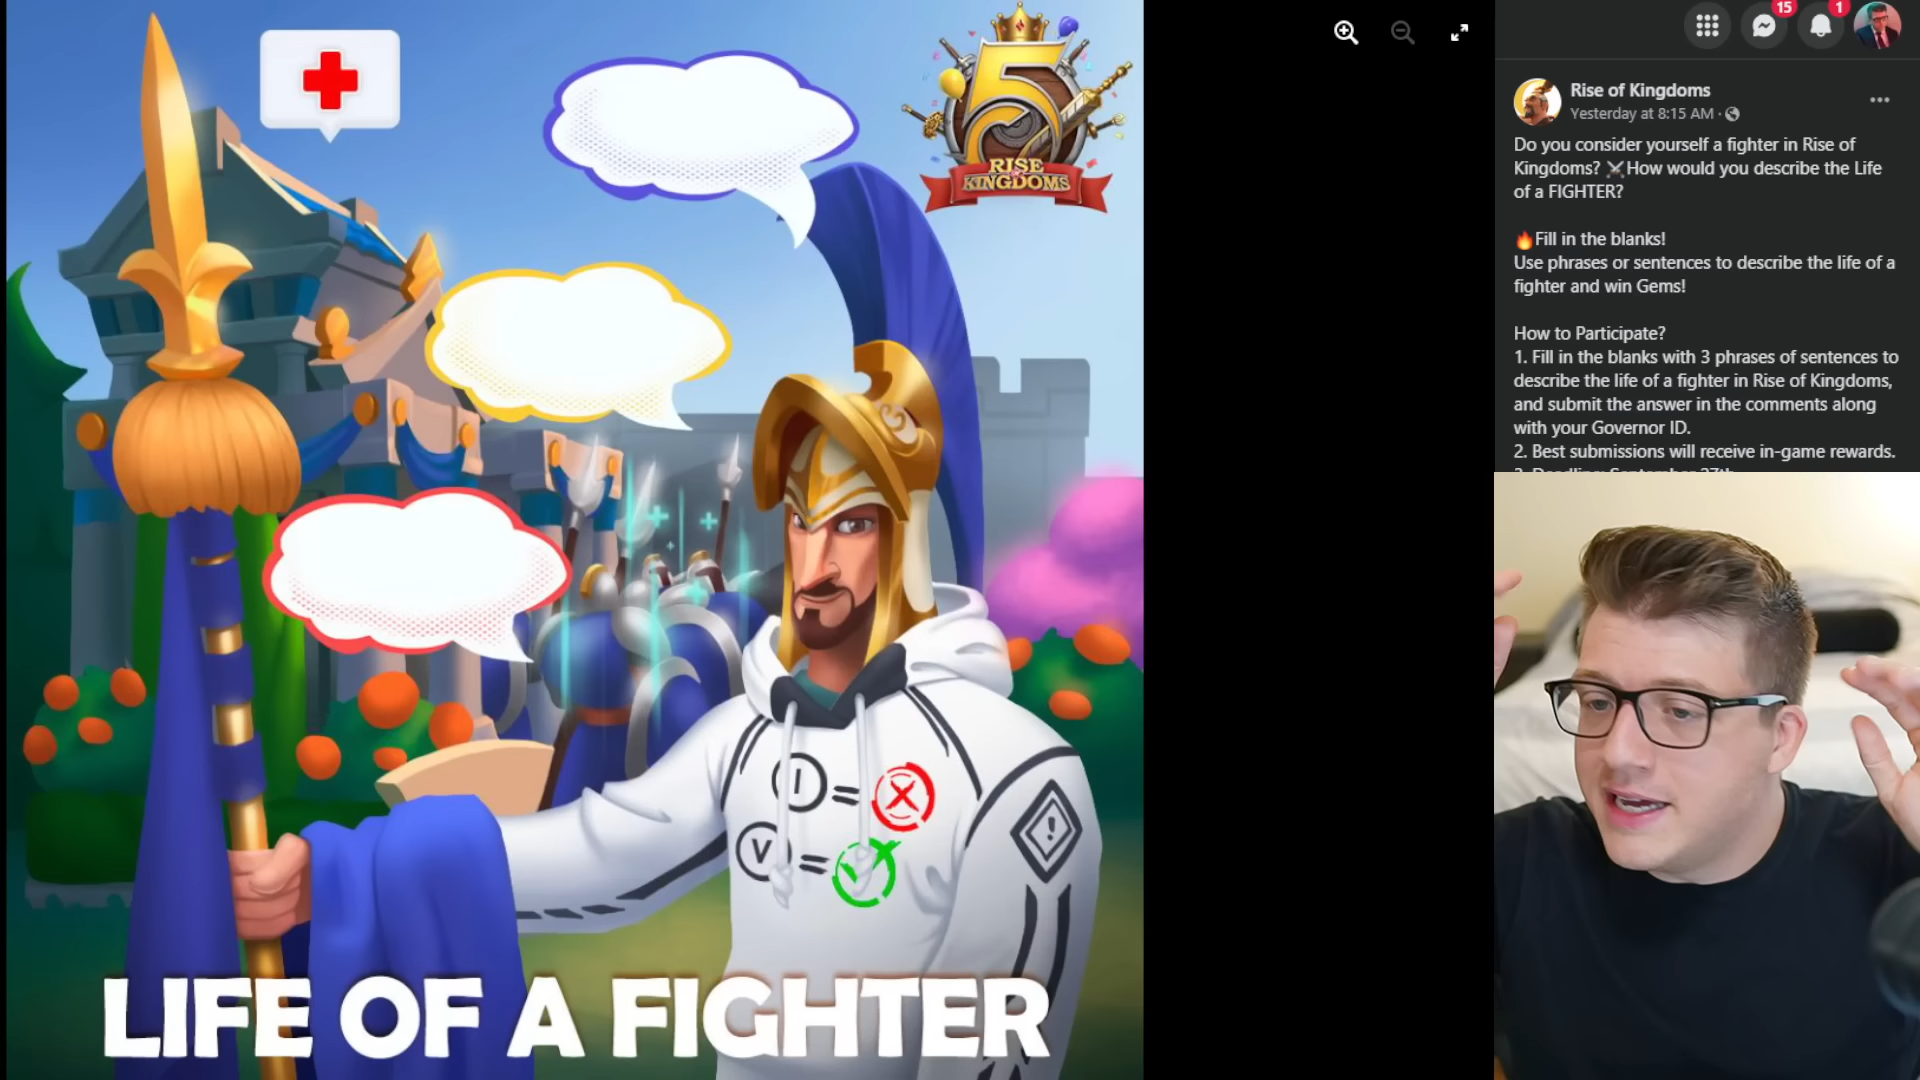 5
RISE
OF
KINGDOMS
I =
V =
!
LIFE OF A FIGHTER
15
1
Rise of Kingdoms
Yesterday at 8:15 AM ·
Do you consider yourself a fighter in Rise of
Kingdoms? ⚔How would you describe the Life
of a FIGHTER?
🔥Fill in the blanks!
Use phrases or sentences to describe the life of a
fighter and win Gems!
How to Participate?
1. Fill in the blanks with 3 phrases of sentences to
describe the life of a fighter in Rise of Kingdoms,
and submit the answer in the comments along
with your Governor ID.
2. Best submissions will receive in-game rewards.